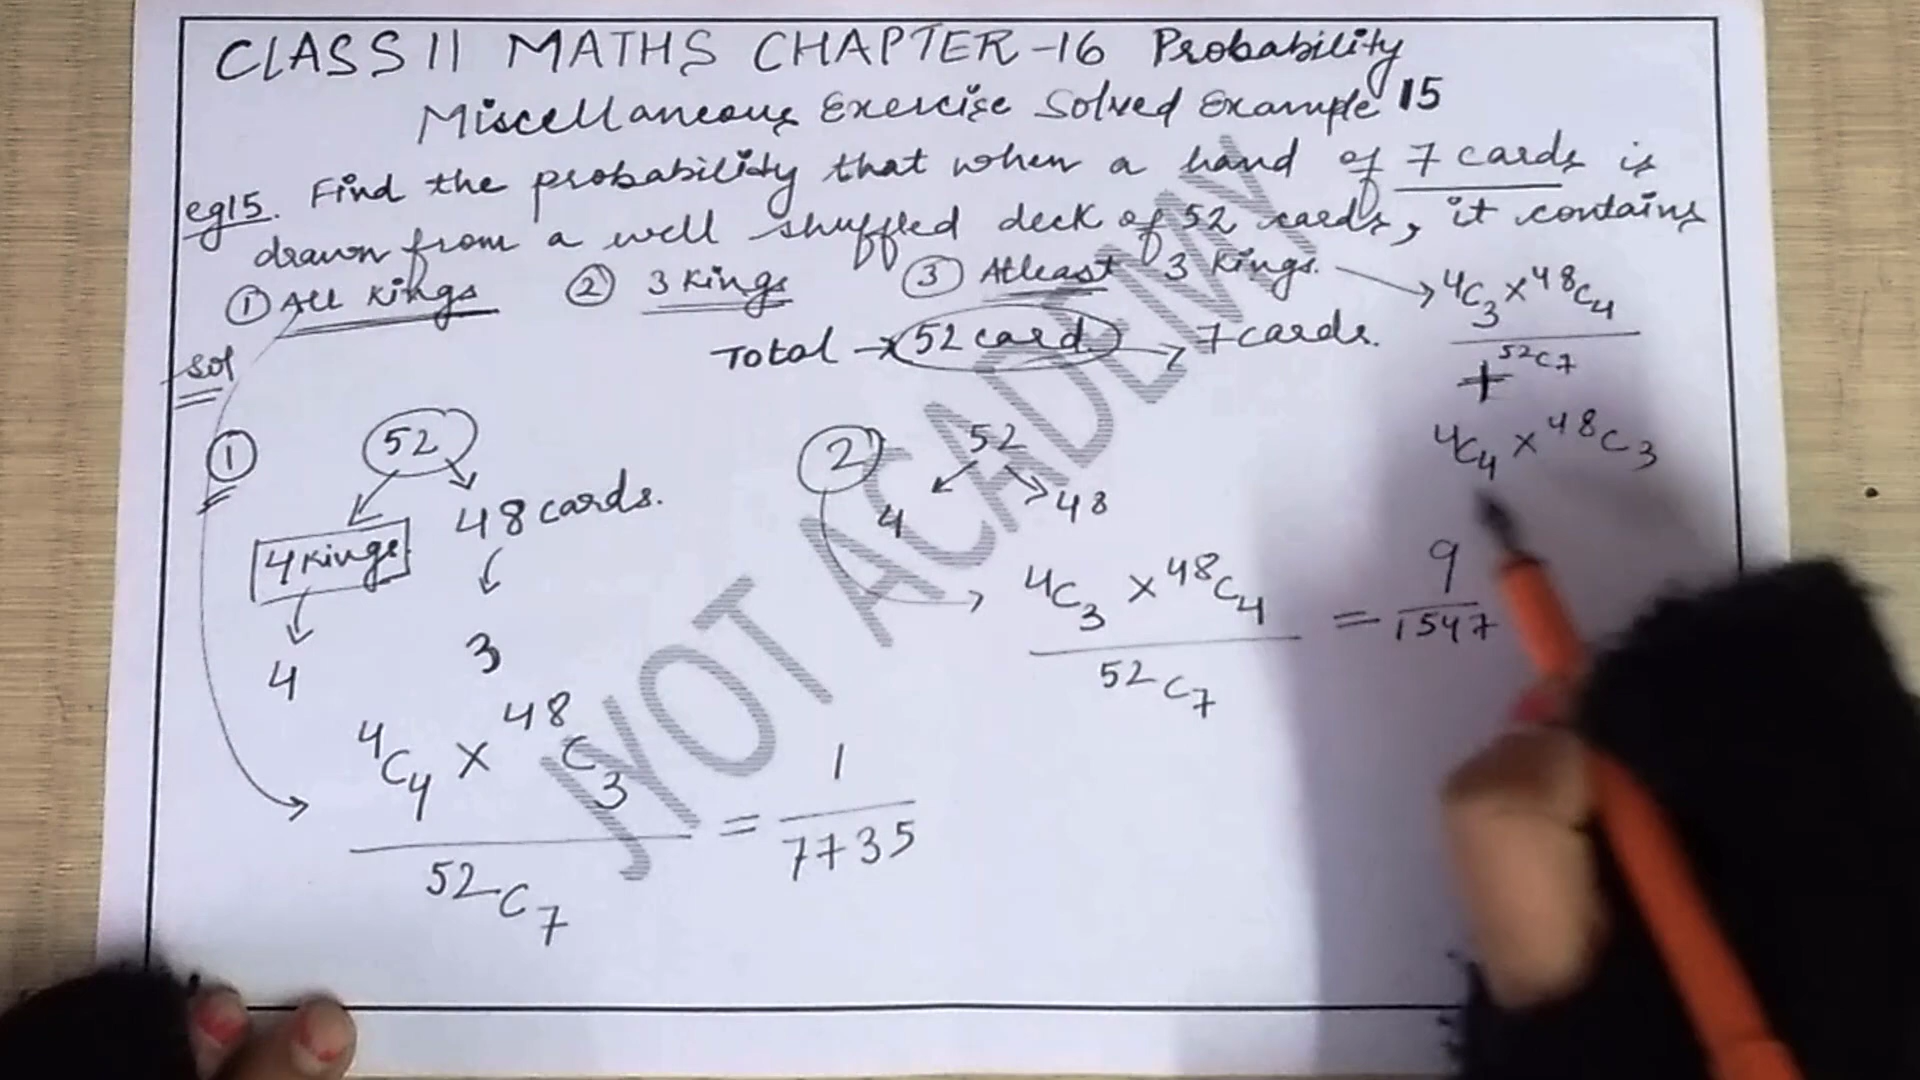 CLASS 11 MATHS CHAPTER-16 Probability
Miscellaneous Exercise Solved Example 15
eg15. Find the probability that when a hand of 7 cards is
drawn from a well shuffled deck of 52 cards, it contains
① All Kings ② 3 Kings ③ Atleast 3 Kings. → ⁴C₃ × ⁴⁸C₄
Total → 52 card → 7 cards.
⁵²C₇
Sol
+
⁴C₄ × ⁴⁸C₃
① 52
② 52
4 Kings 48 cards.
4 48
4 3
⁴C₃ × ⁴⁸C₄ = 9
⁵²C₇ 1547
⁴C₄ × ⁴⁸C₃ = 1
⁵²C₇ 7735
JYOT ACADEMY